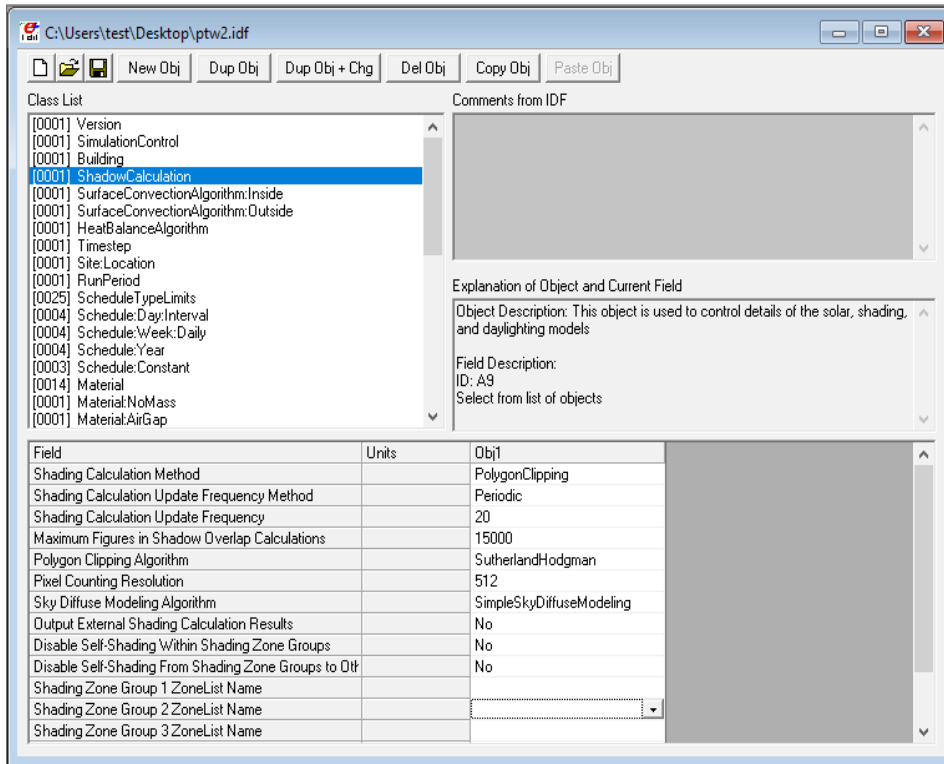 C:\Users\test\Desktop\ptw2.idf
New Obj Dup Obj Dup Obj + Chg Del Obj Copy Obj Paste Obj
Class List
[0001] Version
[0001] SimulationControl
[0001] Building
[0001] ShadowCalculation
[0001] SurfaceConvectionAlgorithm:Inside
[0001] SurfaceConvectionAlgorithm:Outside
[0001] HeatBalanceAlgorithm
[0001] Timestep
[0001] Site:Location
[0001] RunPeriod
[0025] ScheduleTypeLimits
[0004] Schedule:Day:Interval
[0004] Schedule:Week:Daily
[0004] Schedule:Year
[0003] Schedule:Constant
[0014] Material
[0001] Material:NoMass
[0001] Material:AirGap
Comments from IDF
Explanation of Object and Current Field
Object Description: This object is used to control details of the solar, shading,
and daylighting models
Field Description:
ID: A9
Select from list of objects
Field Units Obj1
Shading Calculation Method PolygonClipping
Shading Calculation Update Frequency Method Periodic
Shading Calculation Update Frequency 20
Maximum Figures in Shadow Overlap Calculations 15000
Polygon Clipping Algorithm SutherlandHodgman
Pixel Counting Resolution 512
Sky Diffuse Modeling Algorithm SimpleSkyDiffuseModeling
Output External Shading Calculation Results No
Disable Self-Shading Within Shading Zone Groups No
Disable Self-Shading From Shading Zone Groups to Oth No
Shading Zone Group 1 ZoneList Name
Shading Zone Group 2 ZoneList Name
Shading Zone Group 3 ZoneList Name